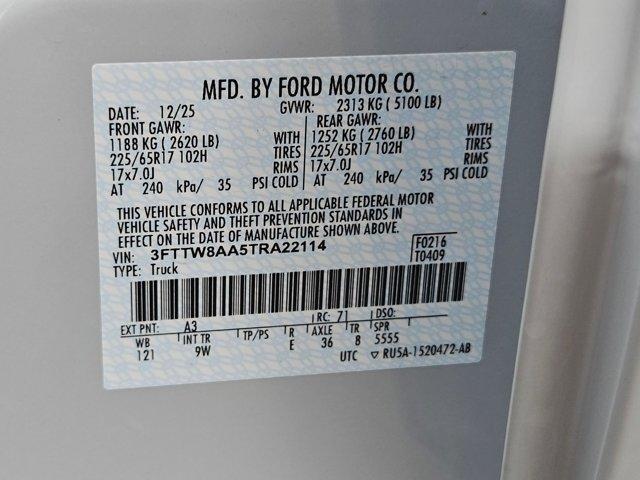 MFD. BY FORD MOTOR CO.
DATE: 12/25 GVWR: 2313 KG ( 5100 LB)
FRONT GAWR: REAR GAWR:
1188 KG ( 2620 LB) WITH 1252 KG ( 2760 LB) WITH
225/65R17 102H TIRES 225/65R17 102H TIRES
17x7.0J RIMS 17x7.0J RIMS
AT 240 kPa/ 35 PSI COLD AT 240 kPa/ 35 PSI COLD
THIS VEHICLE CONFORMS TO ALL APPLICABLE FEDERAL MOTOR
VEHICLE SAFETY AND THEFT PREVENTION STANDARDS IN
EFFECT ON THE DATE OF MANUFACTURE SHOWN ABOVE.
VIN: 3FTTW8AA5TRA22114 F0216
TYPE: Truck T0409
EXT PNT: A3 RC: 71 DSO:
WB INT TR TP/PS R AXLE TR SPR
121 9W E 36 8 5555
UTC ▽ RU5A-1520472-AB